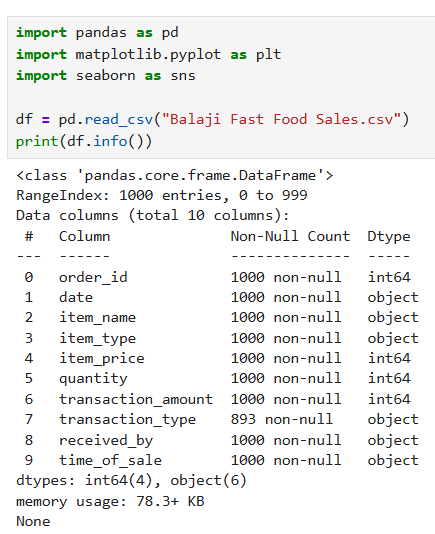 import pandas as pd
import matplotlib.pyplot as plt
import seaborn as sns

df = pd.read_csv("Balaji Fast Food Sales.csv")
print(df.info())
<class 'pandas.core.frame.DataFrame'>
RangeIndex: 1000 entries, 0 to 999
Data columns (total 10 columns):
 #   Column              Non-Null Count  Dtype
---  ------              --------------  -----
 0   order_id            1000 non-null   int64
 1   date                1000 non-null   object
 2   item_name           1000 non-null   object
 3   item_type           1000 non-null   object
 4   item_price          1000 non-null   int64
 5   quantity            1000 non-null   int64
 6   transaction_amount  1000 non-null   int64
 7   transaction_type    893 non-null    object
 8   received_by         1000 non-null   object
 9   time_of_sale        1000 non-null   object
dtypes: int64(4), object(6)
memory usage: 78.3+ KB
None